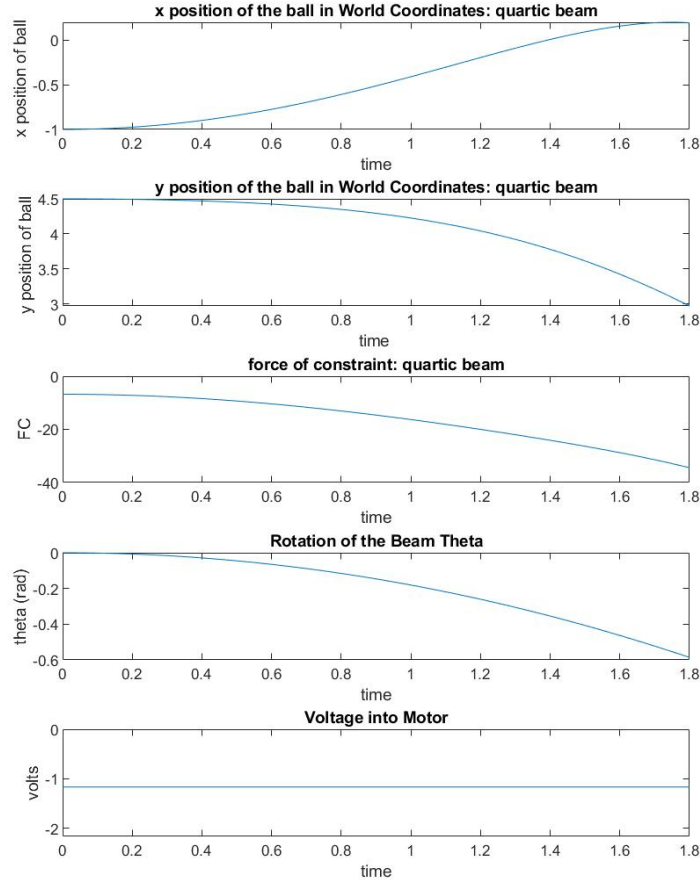 x position of the ball in World Coordinates: quartic beam
x position of ball
0
-0.5
-1
0 0.2 0.4 0.6 0.8 1 1.2 1.4 1.6 1.8
time
y position of the ball in World Coordinates: quartic beam
y position of ball
4.5
4
3.5
3
0 0.2 0.4 0.6 0.8 1 1.2 1.4 1.6 1.8
time
force of constraint: quartic beam
FC
0
-20
-40
0 0.2 0.4 0.6 0.8 1 1.2 1.4 1.6 1.8
time
Rotation of the Beam Theta
theta (rad)
0
-0.2
-0.4
-0.6
0 0.2 0.4 0.6 0.8 1 1.2 1.4 1.6 1.8
time
Voltage into Motor
volts
0
-1
-2
0 0.2 0.4 0.6 0.8 1 1.2 1.4 1.6 1.8
time